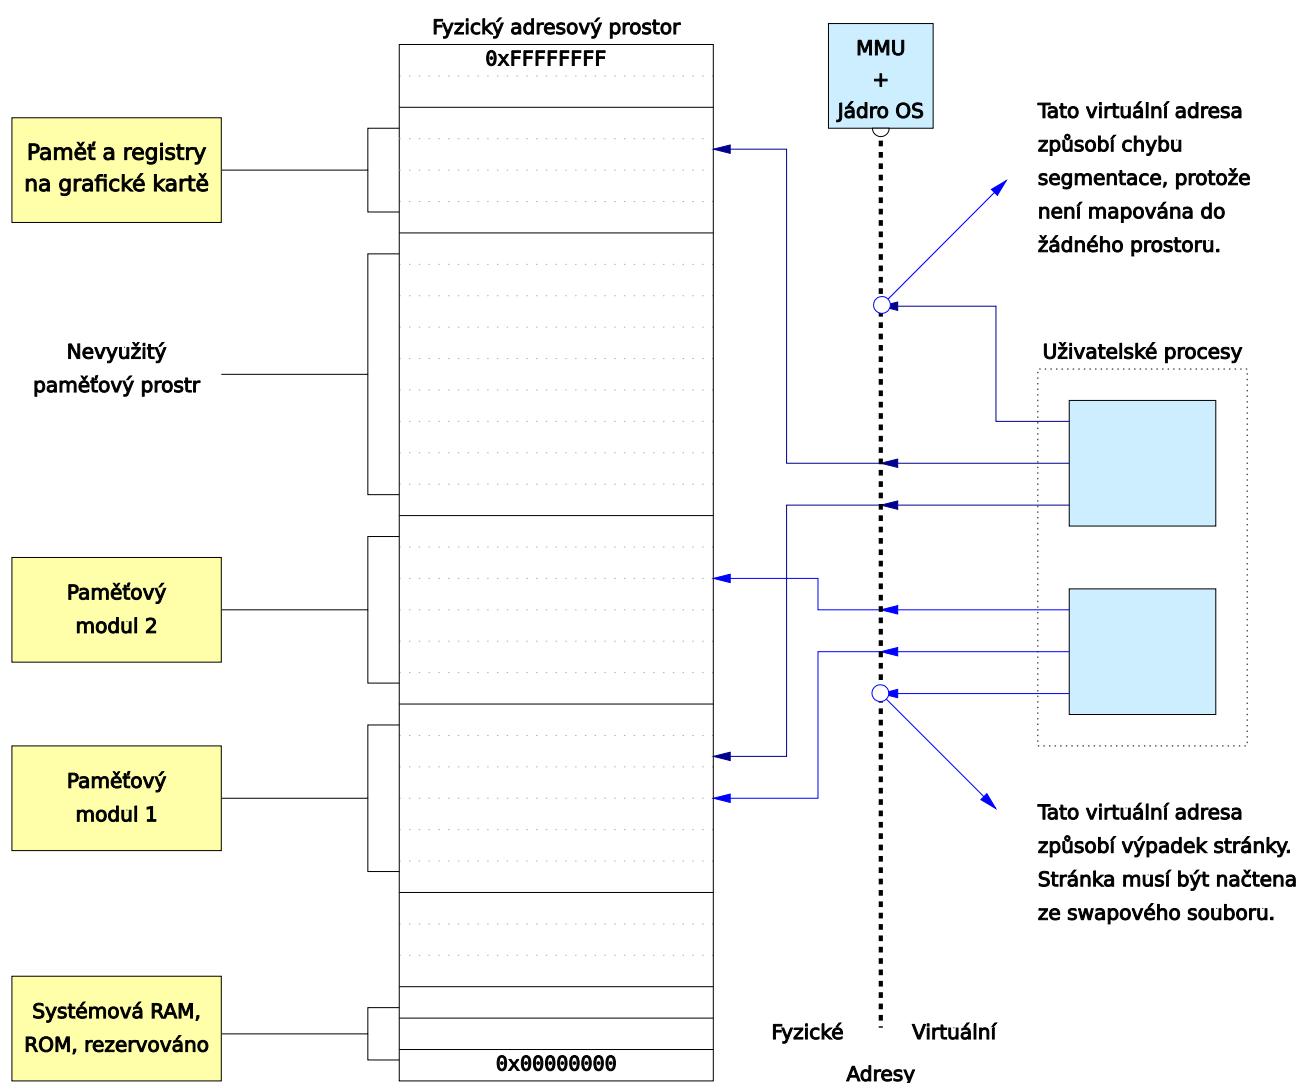 Fyzický adresový prostor
0xFFFFFFFF
MMU
+
Jádro OS
Tato virtuální adresa
způsobí chybu
segmentace, protože
není mapována do
žádného prostoru.
Paměť a registry
na grafické kartě
Nevyužitý
paměťový prostr
Uživatelské procesy
Paměťový
modul 2
Paměťový
modul 1
Tato virtuální adresa
způsobí výpadek stránky.
Stránka musí být načtena
ze swapového souboru.
Systémová RAM,
ROM, rezervováno
0x00000000
Fyzické
Virtuální
Adresy